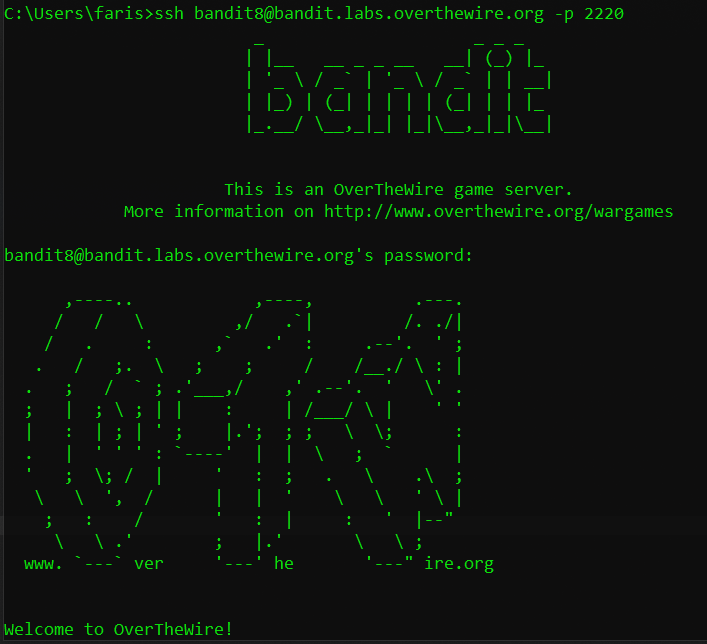 C:\Users\faris>ssh bandit8@bandit.labs.overthewire.org -p 2220
bandit
This is an OverTheWire game server.
More information on http://www.overthewire.org/wargames
bandit8@bandit.labs.overthewire.org's password:
OTW
www. ver he ire.org
Welcome to OverTheWire!